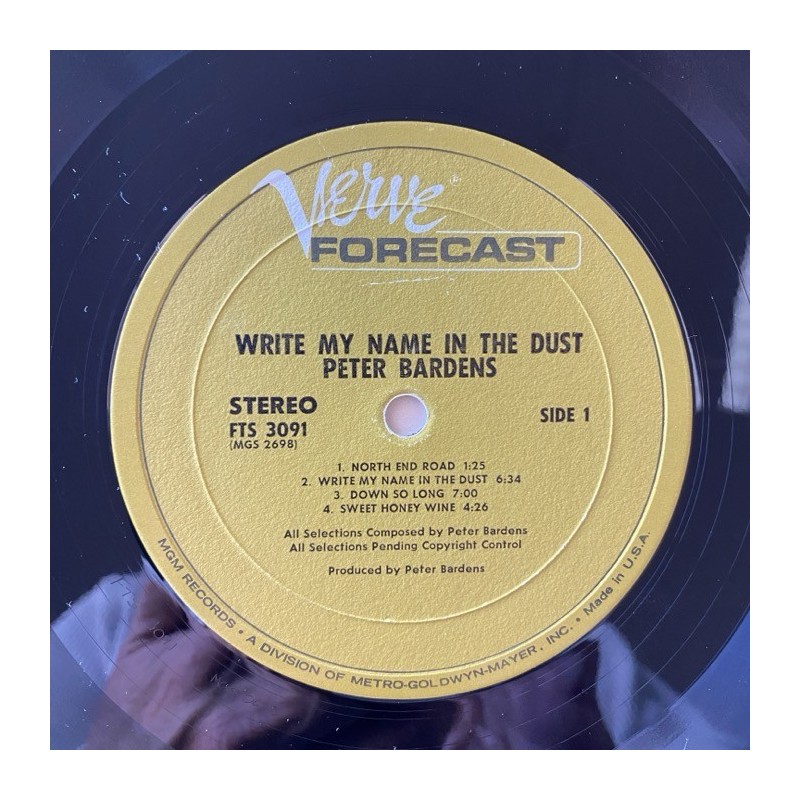 Verve ®
FORECAST
WRITE MY NAME IN THE DUST
PETER BARDENS
STEREO
FTS 3091
(MGS 2698)
SIDE 1
1. NORTH END ROAD 1:25
2. WRITE MY NAME IN THE DUST 6:34
3. DOWN SO LONG 7:00
4. SWEET HONEY WINE 4:26
All Selections Composed by Peter Bardens
All Selections Pending Copyright Control
Produced by Peter Bardens
MGM RECORDS • A DIVISION OF METRO-GOLDWYN-MAYER, INC. • Made in U.S.A.